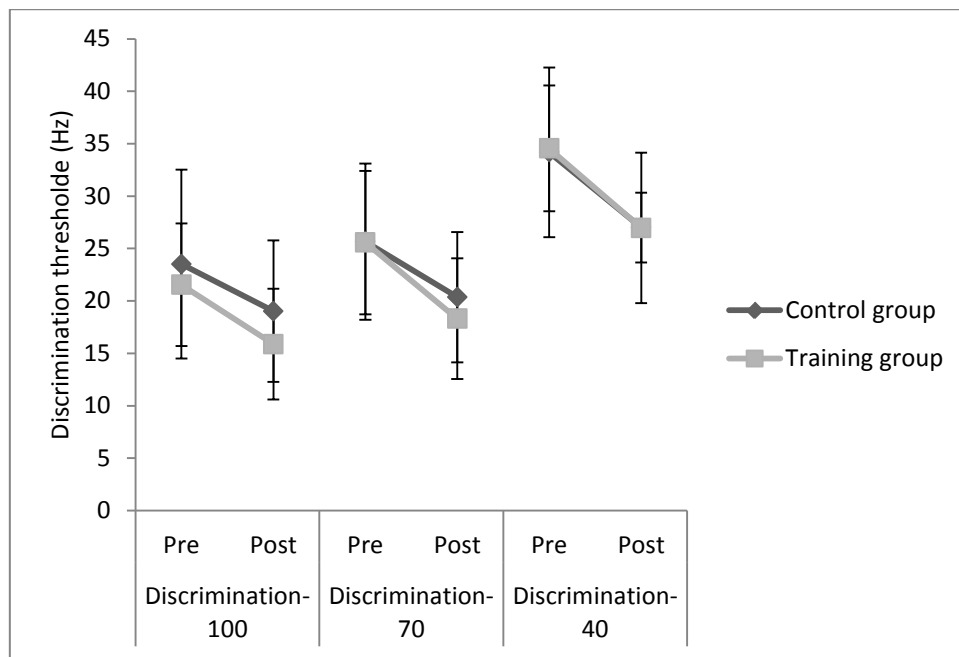 45
40
35
30
25
20
15
10
5
0
Discrimination thresholde (Hz)
Pre Post Pre Post Pre Post
Discrimination-
100
Discrimination-
70
Discrimination-
40
Control group
Training group